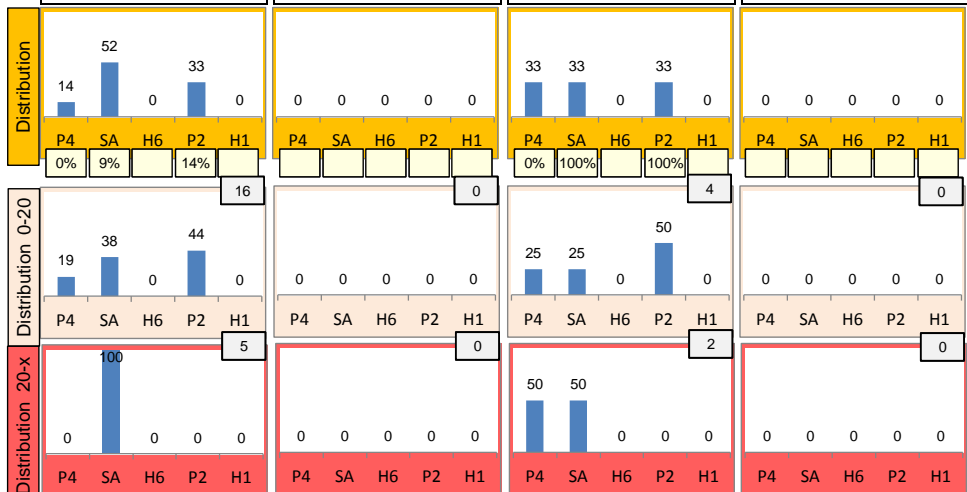 Distribution
52
33
14
0
0
P4 SA H6 P2 H1
0% 9% 14%
0 0 0 0 0
P4 SA H6 P2 H1
33 33 0 33 0
P4 SA H6 P2 H1
0% 100% 100%
0 0 0 0 0
P4 SA H6 P2 H1
Distribution 0-20
16
19 38 0 44 0
P4 SA H6 P2 H1
0
0 0 0 0 0
P4 SA H6 P2 H1
4
25 25 0 50 0
P4 SA H6 P2 H1
0
0 0 0 0 0
P4 SA H6 P2 H1
Distribution 20-x
5
0 100 0 0 0
P4 SA H6 P2 H1
0
0 0 0 0 0
P4 SA H6 P2 H1
2
50 50 0 0 0
P4 SA H6 P2 H1
0
0 0 0 0 0
P4 SA H6 P2 H1